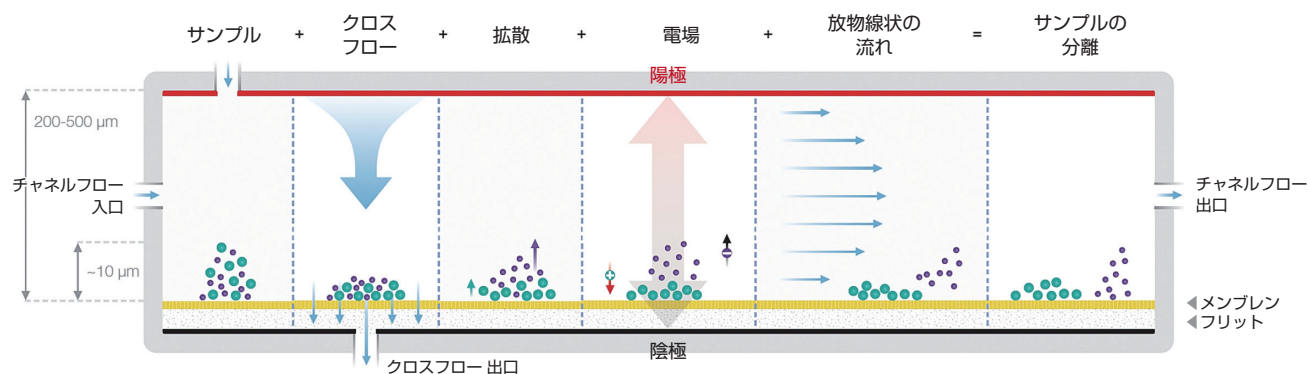 サンプル + クロス
フロー + 拡散 + 電場 + 放物線状の
流れ = サンプルの
分離
陽極
200-500 μm
チャネルフロー
入口
チャネルフロー
出口
~10 μm
メンブレン
フリット
クロスフロー 出口
陰極